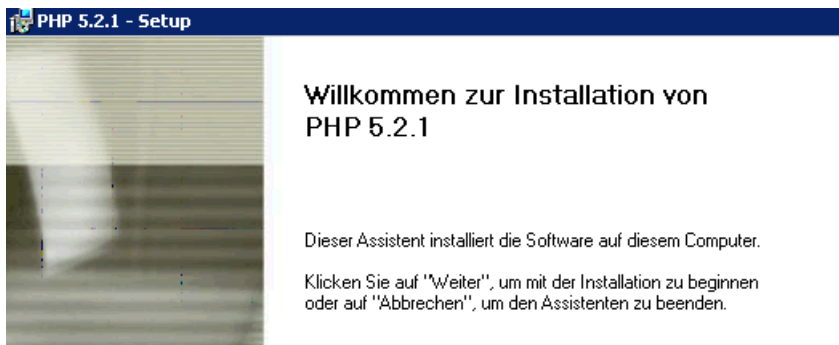 PHP 5.2.1 - Setup
Willkommen zur Installation von
PHP 5.2.1
Dieser Assistent installiert die Software auf diesem Computer.
Klicken Sie auf "Weiter", um mit der Installation zu beginnen
oder auf "Abbrechen", um den Assistenten zu beenden.